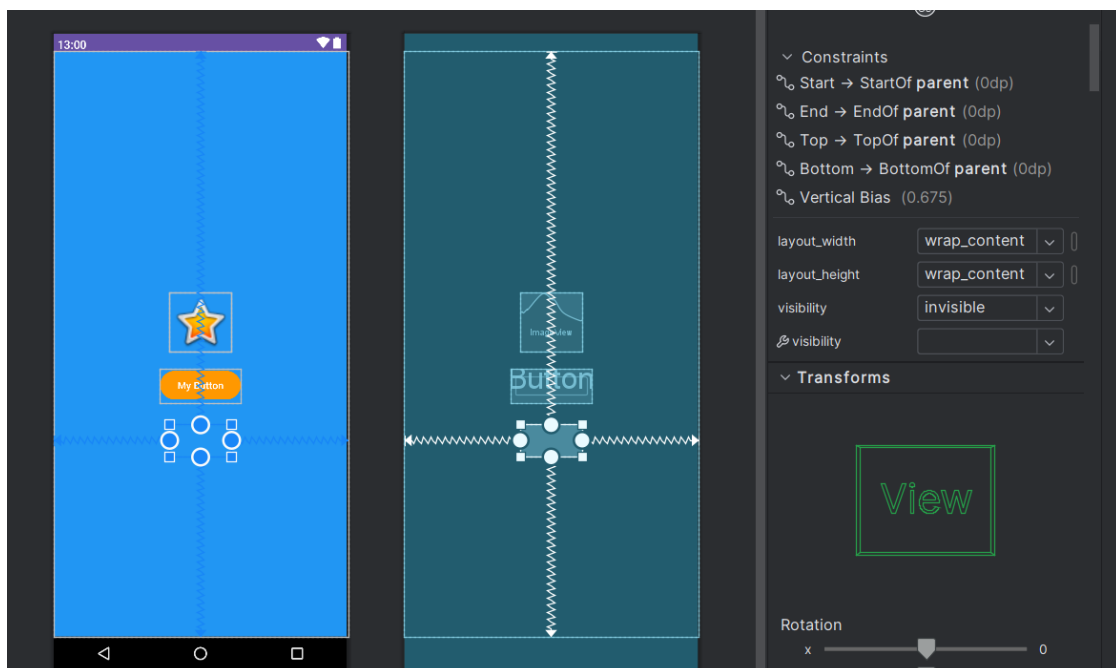 13:00
My Button
ImageView
Button
Constraints
Start → StartOf parent (0dp)
End → EndOf parent (0dp)
Top → TopOf parent (0dp)
Bottom → BottomOf parent (0dp)
Vertical Bias (0.675)
layout_width wrap_content
layout_height wrap_content
visibility invisible
visibility
Transforms
View
Rotation
x 0